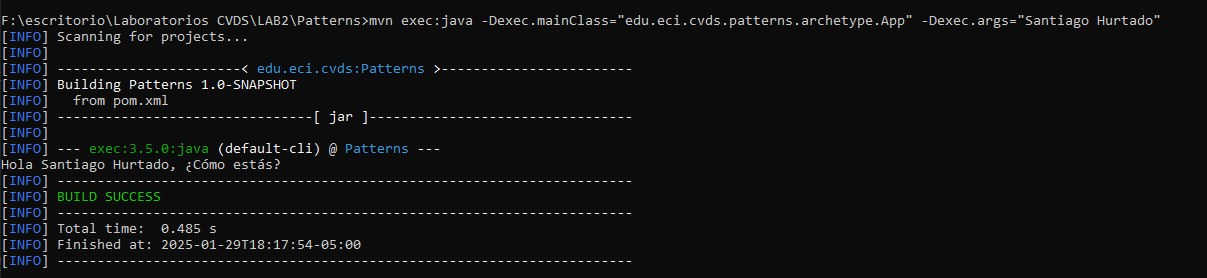 F:\escritorio\Laboratorios CVDS\LAB2\Patterns>mvn exec:java -Dexec.mainClass="edu.eci.cvds.patterns.archetype.App" -Dexec.args="Santiago Hurtado"
[INFO] Scanning for projects...
[INFO]
[INFO] -----------------------< edu.eci.cvds:Patterns >------------------------
[INFO] Building Patterns 1.0-SNAPSHOT
[INFO]   from pom.xml
[INFO] --------------------------------[ jar ]---------------------------------
[INFO]
[INFO] --- exec:3.5.0:java (default-cli) @ Patterns ---
Hola Santiago Hurtado, ¿Cómo estás?
[INFO] ------------------------------------------------------------------------
[INFO] BUILD SUCCESS
[INFO] ------------------------------------------------------------------------
[INFO] Total time:  0.485 s
[INFO] Finished at: 2025-01-29T18:17:54-05:00
[INFO] ------------------------------------------------------------------------